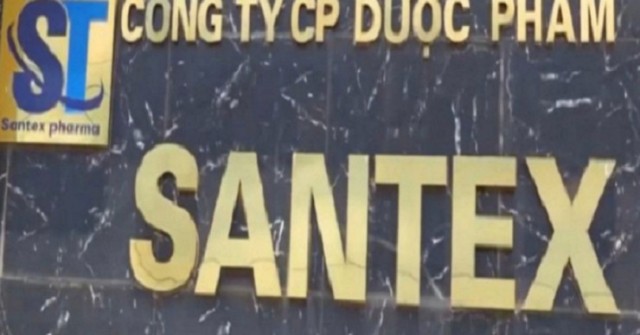 CÔNG TY CP DƯỢC PHẨM
ST
Santex pharma
SANTEX